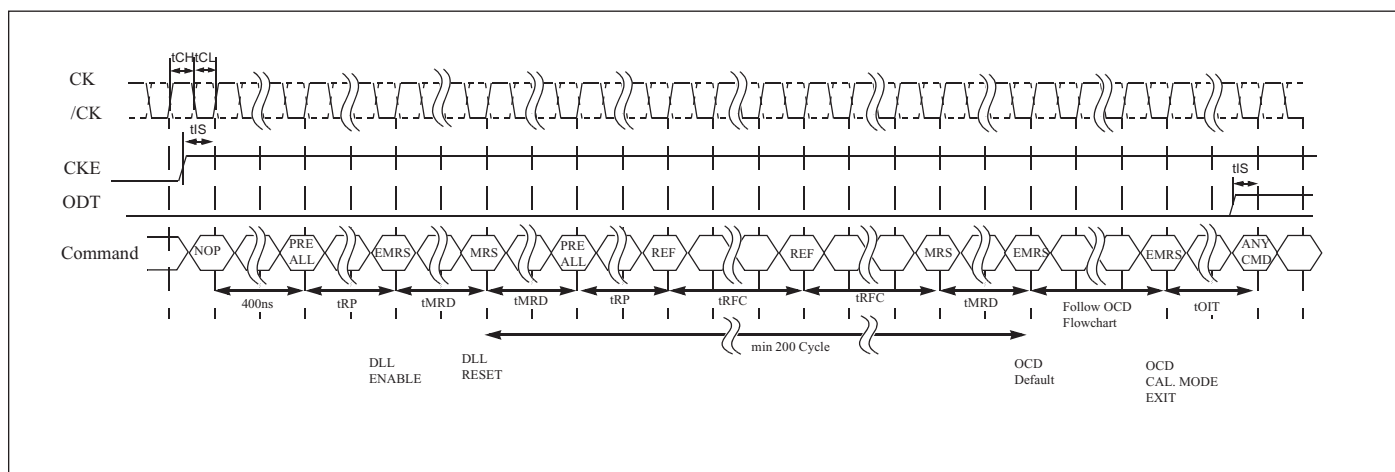 tCH tCL
CK
/CK
tIS
CKE
tIS
ODT
Command
NOP
PRE
ALL
EMRS
MRS
PRE
ALL
REF
REF
MRS
EMRS
EMRS
ANY
CMD
400ns
tRP
tMRD
tMRD
tRP
tRFC
tRFC
tMRD
Follow OCD
Flowchart
tOIT
min 200 Cycle
DLL
ENABLE
DLL
RESET
OCD
Default
OCD
CAL. MODE
EXIT